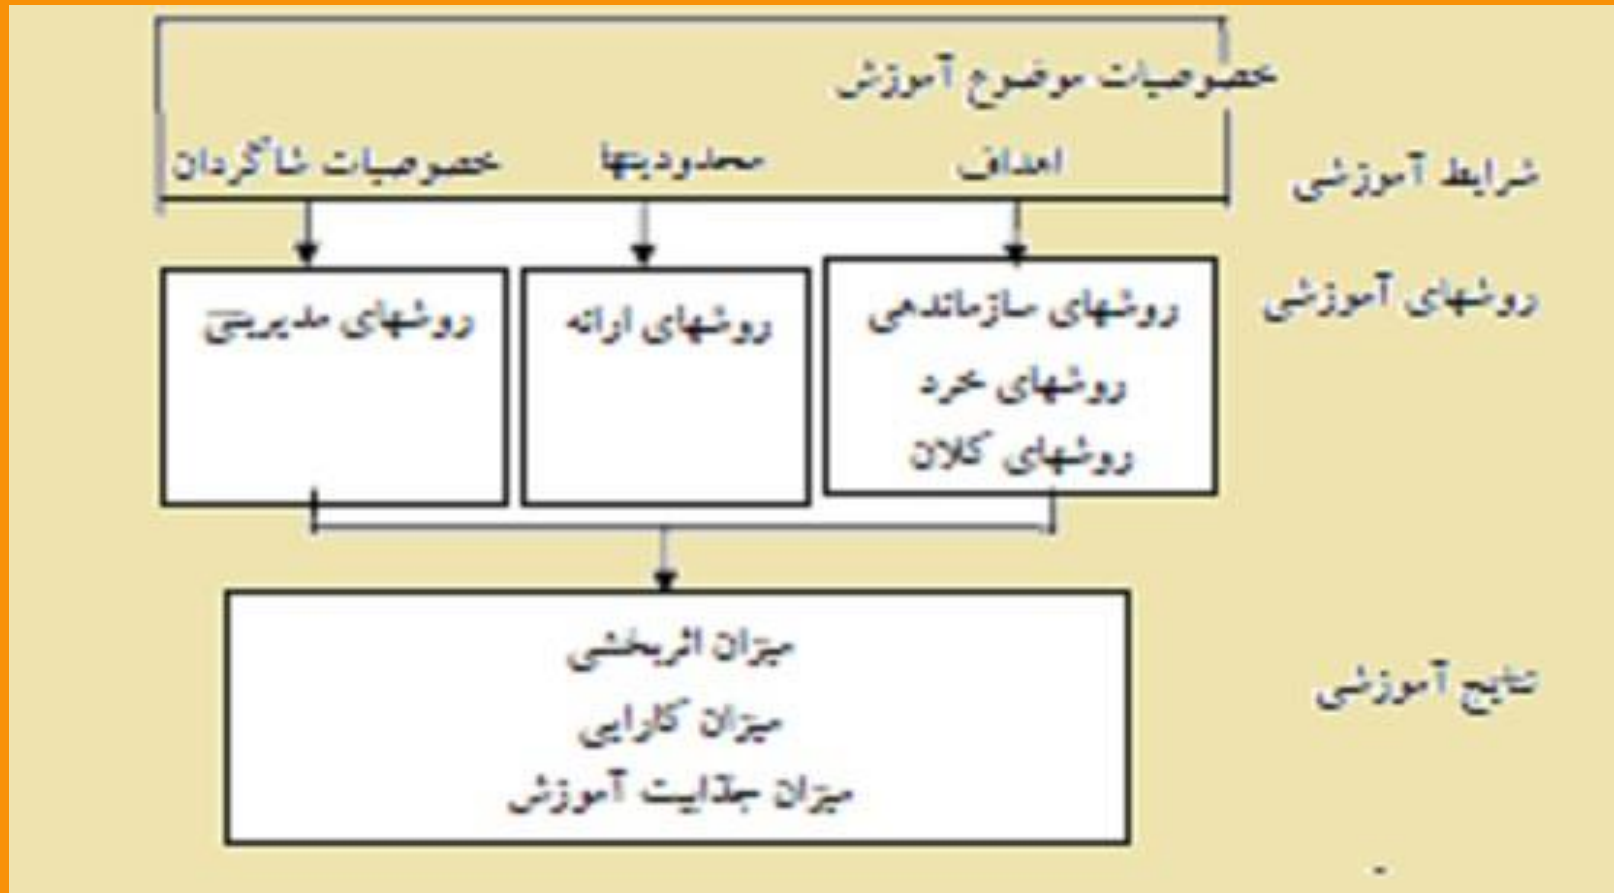 خصوصیات موضوع آموزش
شرایط آموزشی
اهداف
محدودیتها
خصوصیات شاگردان
روشهای آموزشی
روشهای سازماندهی
روشهای خرد
روشهای کلان
روشهای ارائه
روشهای مدیریتی
نتایج آموزشی
میزان اثربخشی
میزان کارایی
میزان جذابیت آموزش